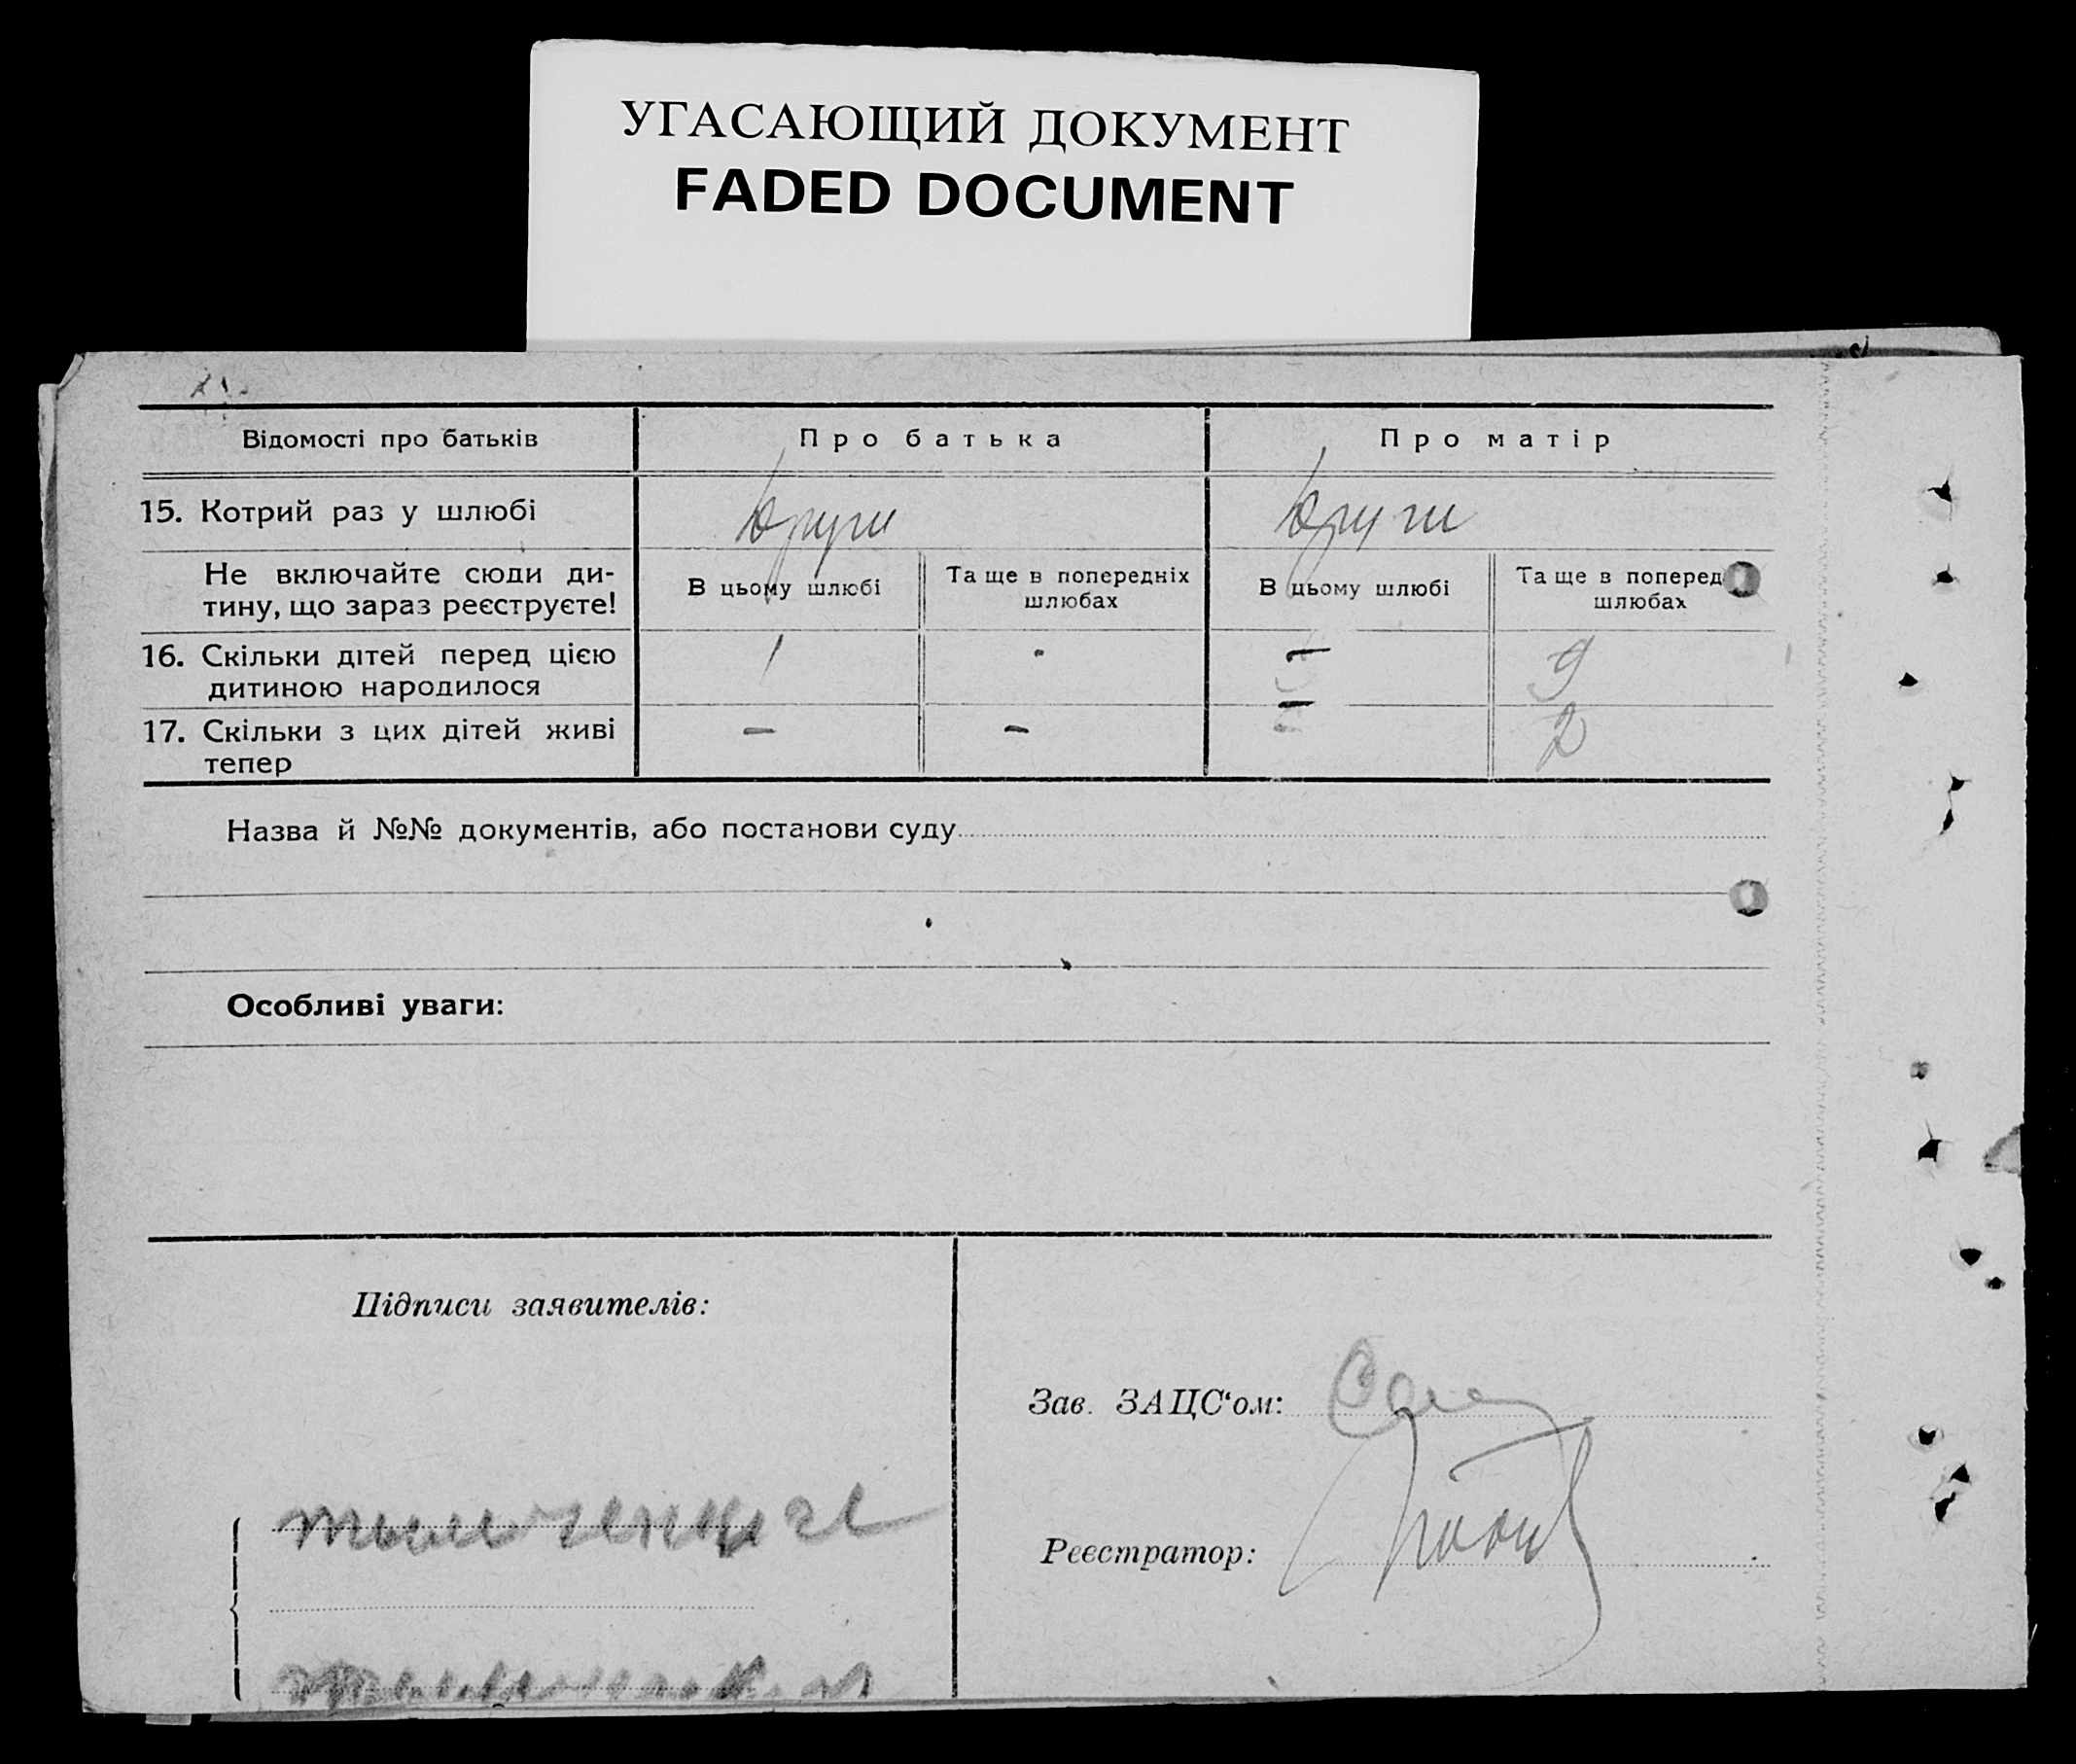 УГАСАЮЩИЙ ДОКУМЕНТ
FADED DOCUMENT
Відомості про батьків
Про батька
Про матір
15. Котрий раз у шлюбі
други
други
Не включайте сюди ди-
тину, що зараз реєструєте!
В цьому шлюбі
Та ще в попередніх
шлюбах
В цьому шлюбі
Та ще в поперед
шлюбах
16. Скільки дітей перед цією
дитиною народилося
1
-
-
9
17. Скільки з цих дітей живі
тепер
-
-
-
2
Назва й №№ документів, або постанови суду
Особливі уваги:
Підписи заявителів:
Зав. ЗАЦС‘ом:
Реєстратор: